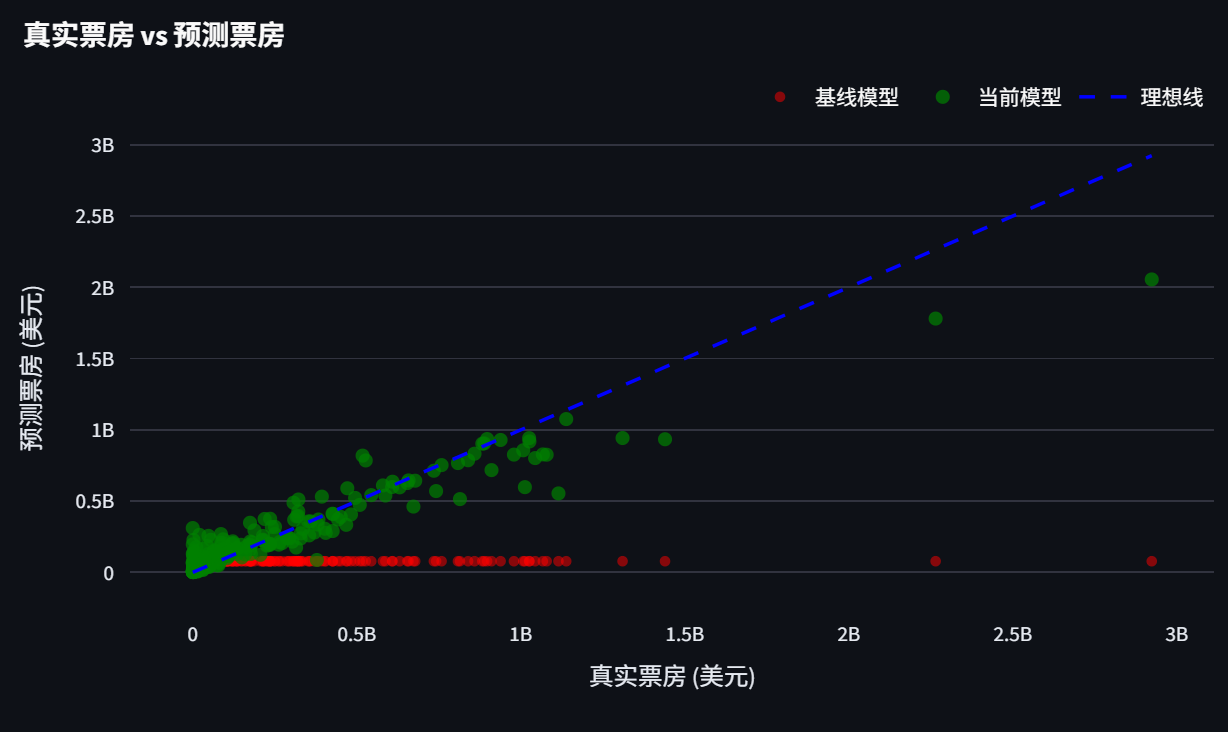 真实票房 vs 预测票房
基线模型 当前模型 理想线
3B
2.5B
2B
1.5B
1B
0.5B
0
预测票房 (美元)
0 0.5B 1B 1.5B 2B 2.5B 3B
真实票房 (美元)